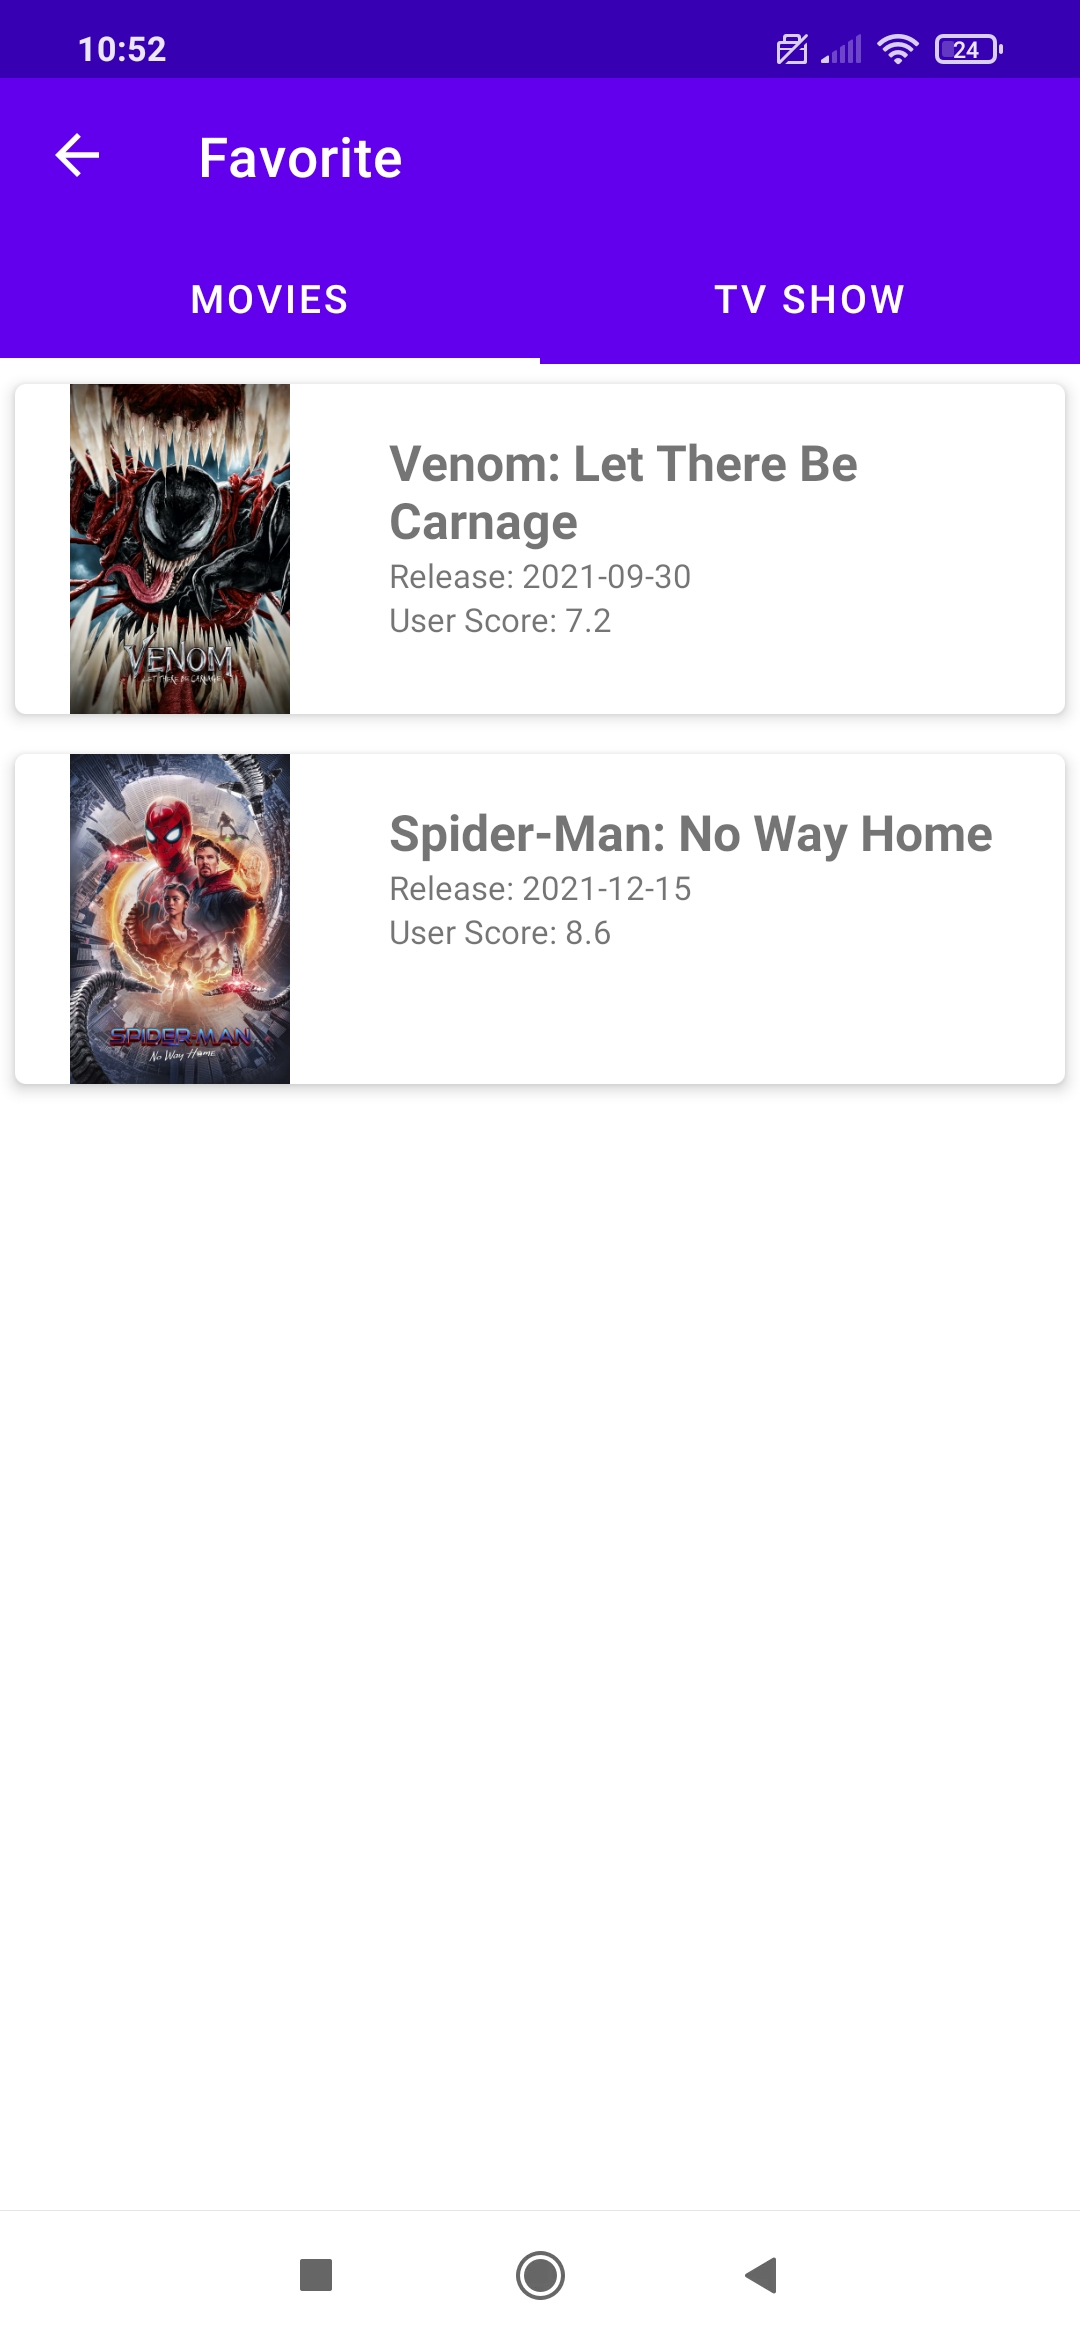 10:52
24
Favorite
MOVIES
TV SHOW
Venom: Let There Be
Carnage
Release: 2021-09-30
User Score: 7.2
VENOM
LET THERE BE CARNAGE
Spider-Man: No Way Home
Release: 2021-12-15
User Score: 8.6
SPIDER-MAN
No Way Home